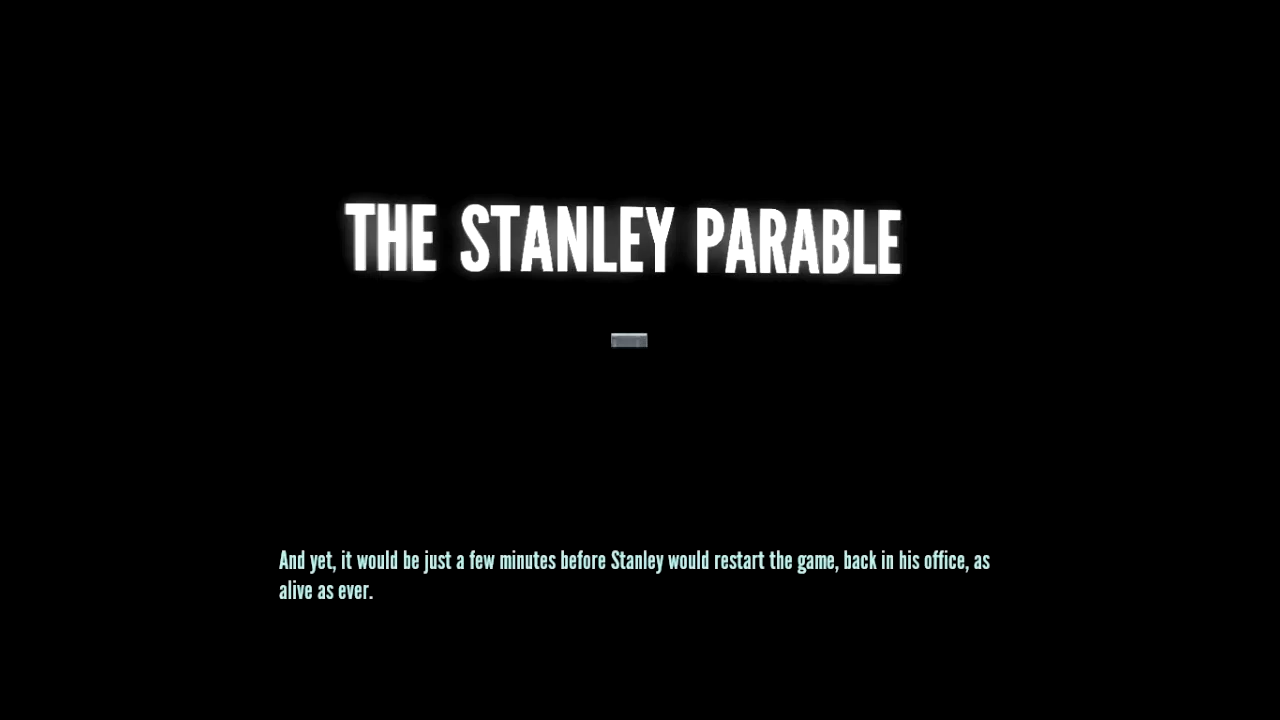 THE STANLEY PARABLE
And yet, it would be just a few minutes before Stanley would restart the game, back in his office, as
alive as ever.